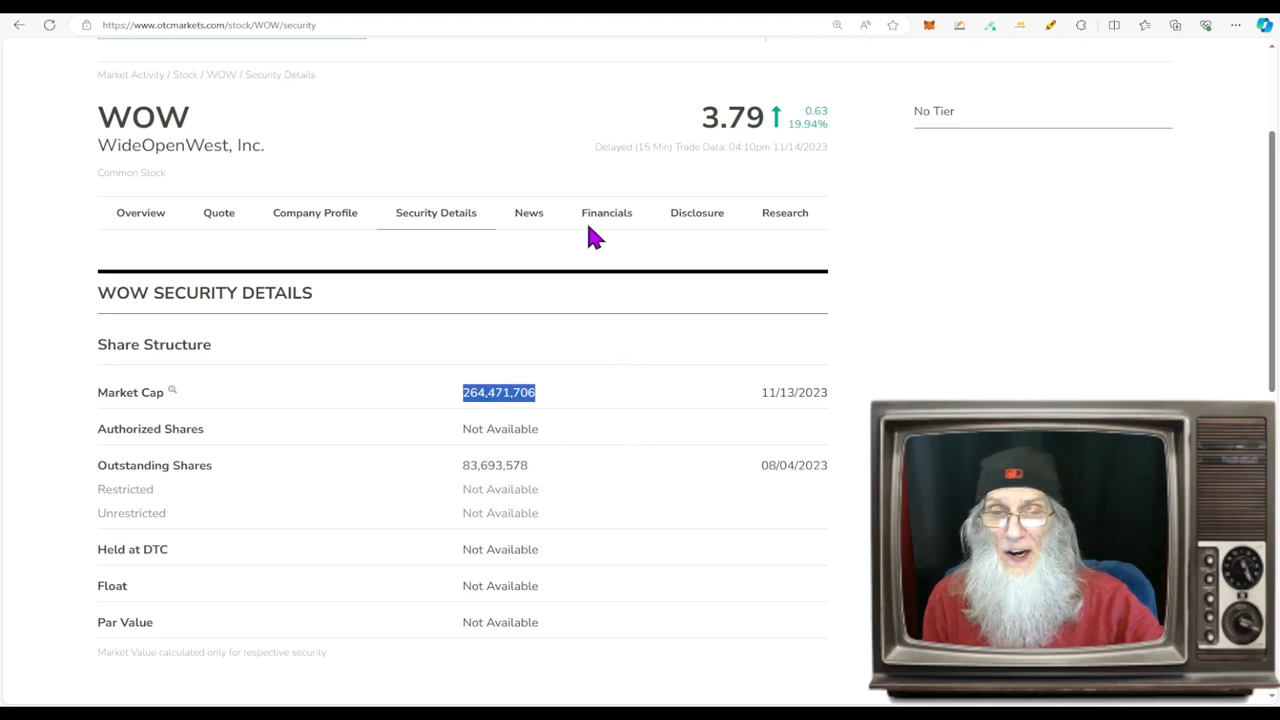 https://www.otcmarkets.com/stock/WOW/security
Market Activity / Stock / WOW / Security Details
WOW
3.79
0.63
19.94%
No Tier
WideOpenWest, Inc.
Delayed (15 Min) Trade Data: 04:10pm 11/14/2023
Common Stock
Overview Quote Company Profile Security Details News Financials Disclosure Research
WOW SECURITY DETAILS
Share Structure
Market Cap 264,471,706 11/13/2023
Authorized Shares Not Available
Outstanding Shares 83,693,578 08/04/2023
Restricted Not Available
Unrestricted Not Available
Held at DTC Not Available
Float Not Available
Par Value Not Available
Market Value calculated only for respective security